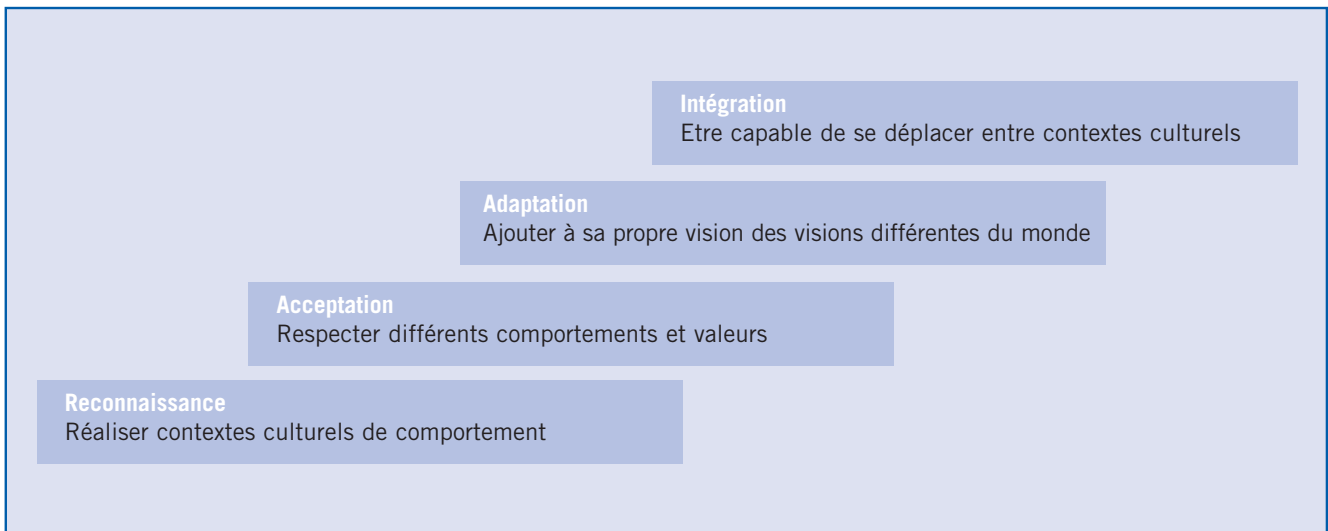 Intégration
Etre capable de se déplacer entre contextes culturels
Adaptation
Ajouter à sa propre vision des visions différentes du monde
Acceptation
Respecter différents comportements et valeurs
Reconnaissance
Réaliser contextes culturels de comportement